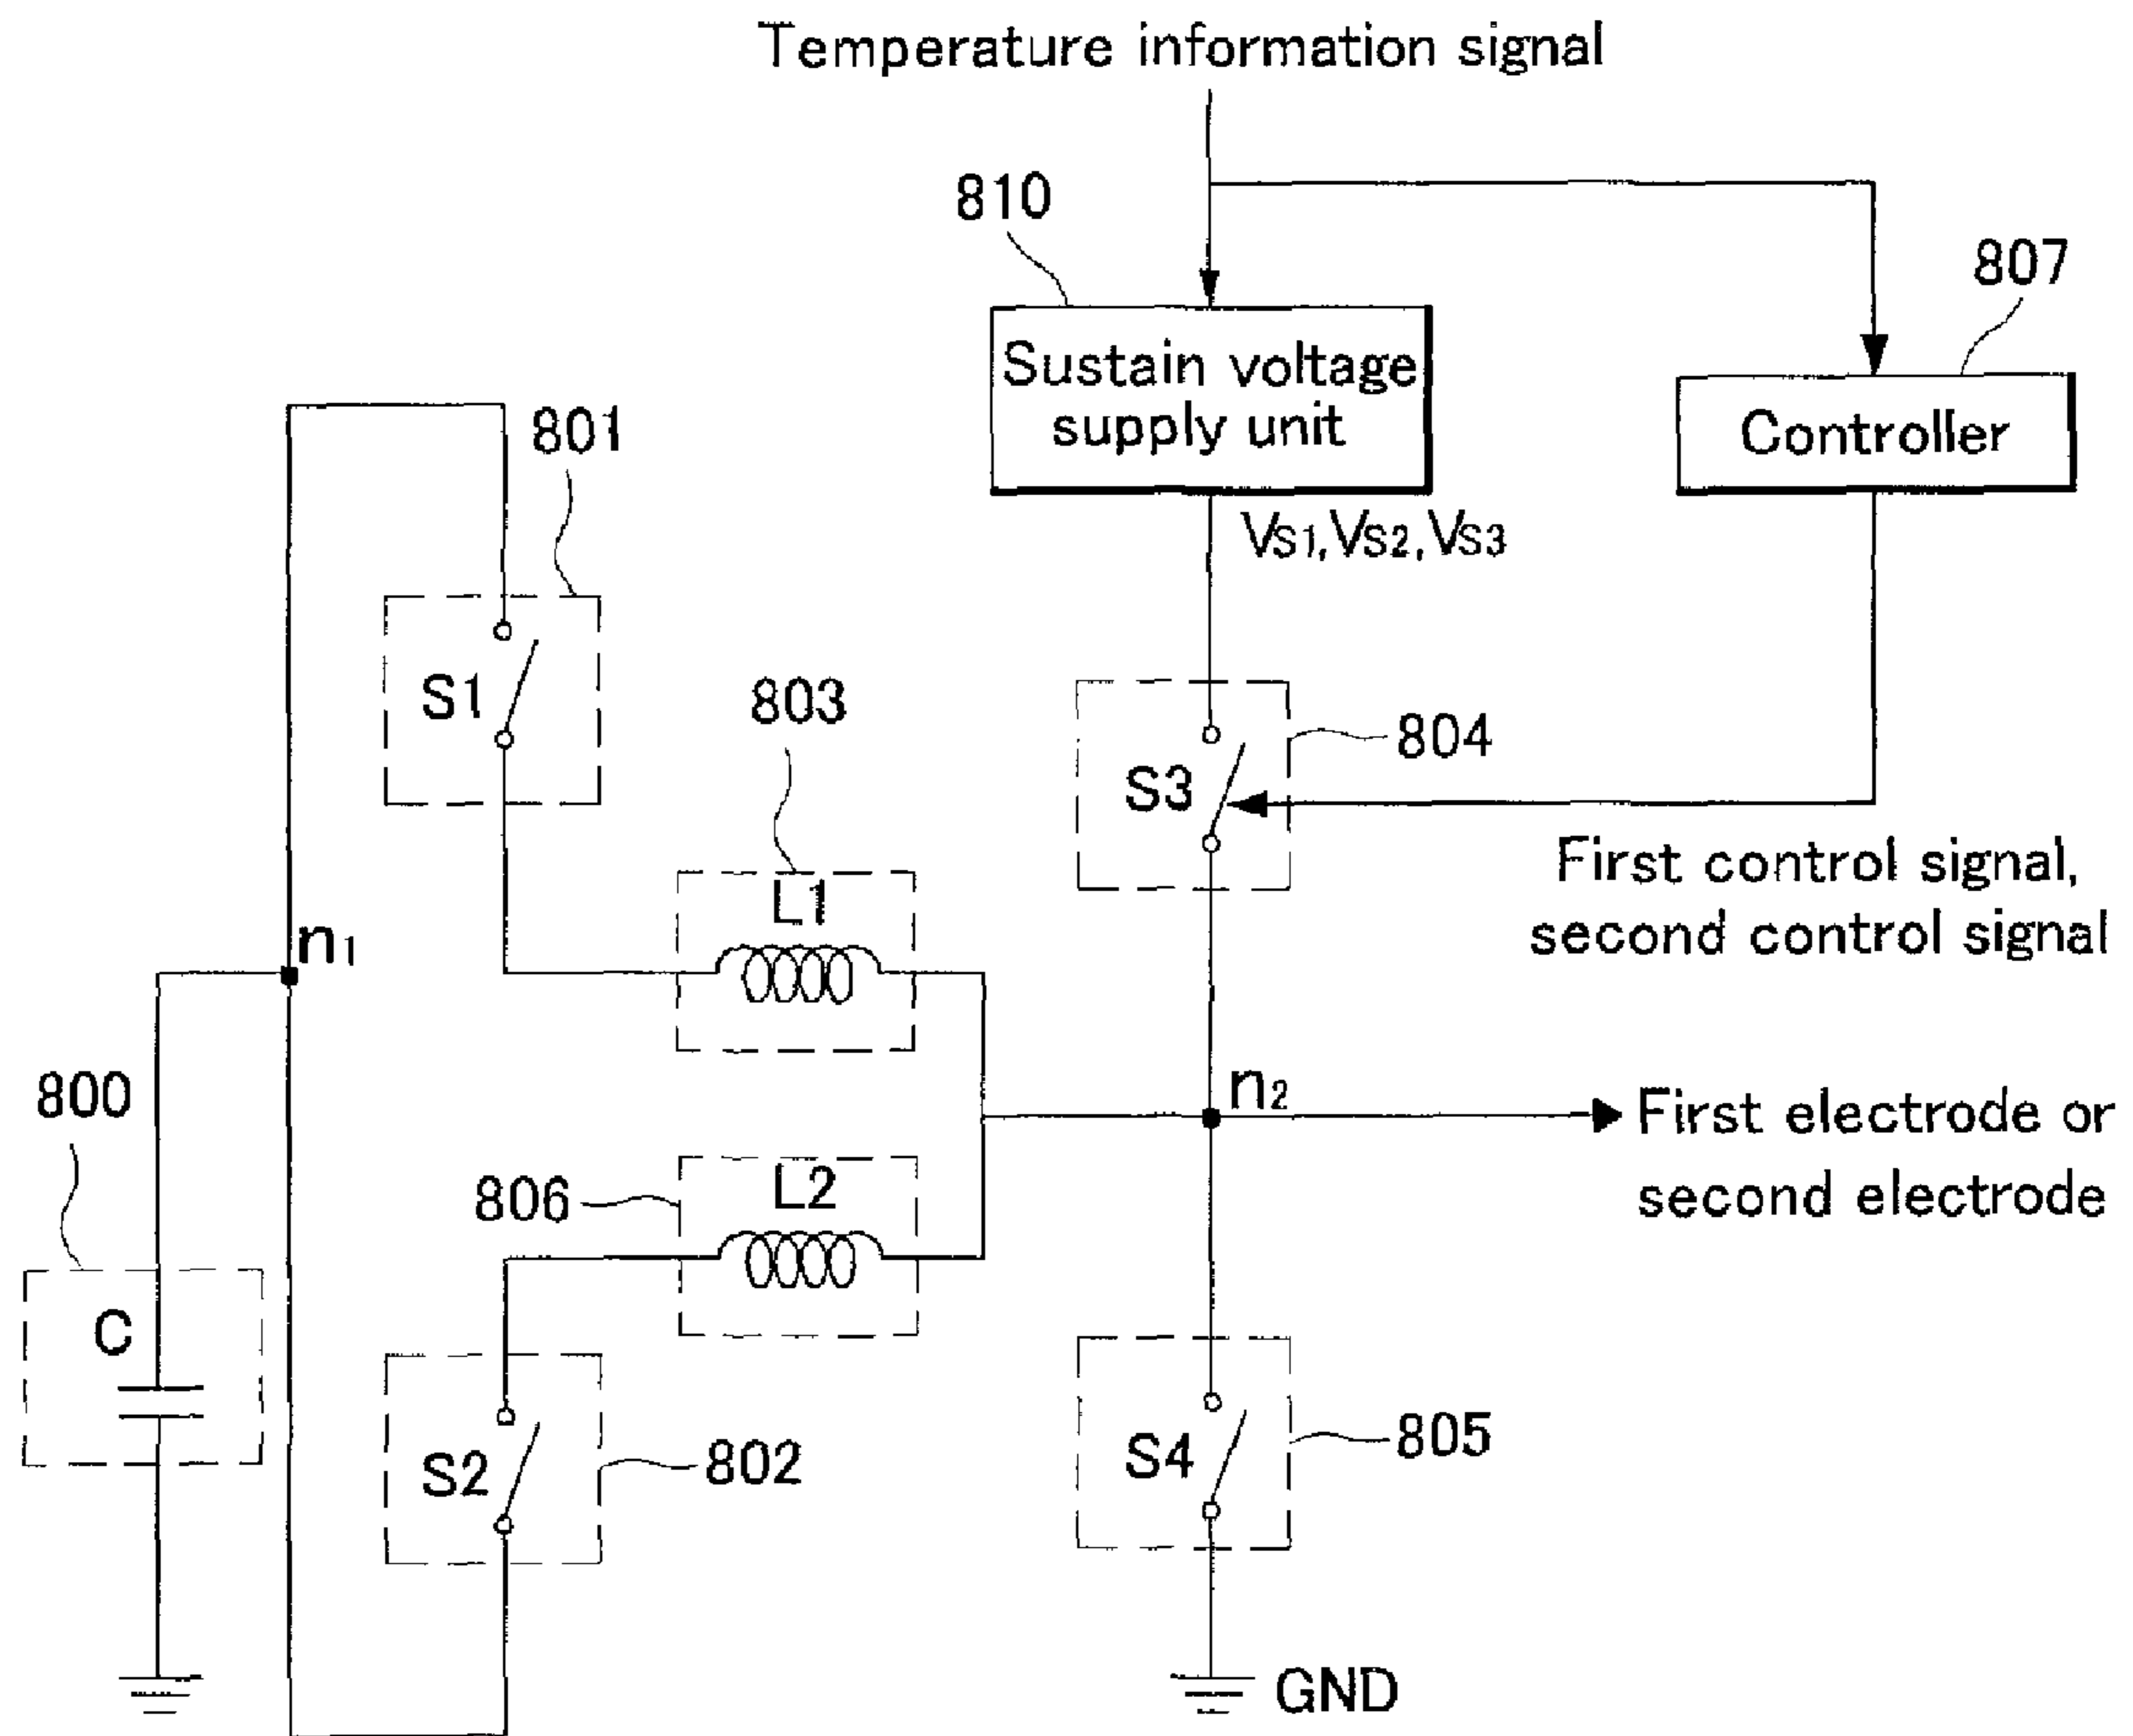 Temperature information signal
810
807
Sustain voltage
supply unit
Controller
801
VS1, VS2, VS3
S1
803
804
S3
L1
First control signal,
second control signal
n1
800
n2
First electrode or
second electrode
806
L2
C
S2
802
S4
805
GND